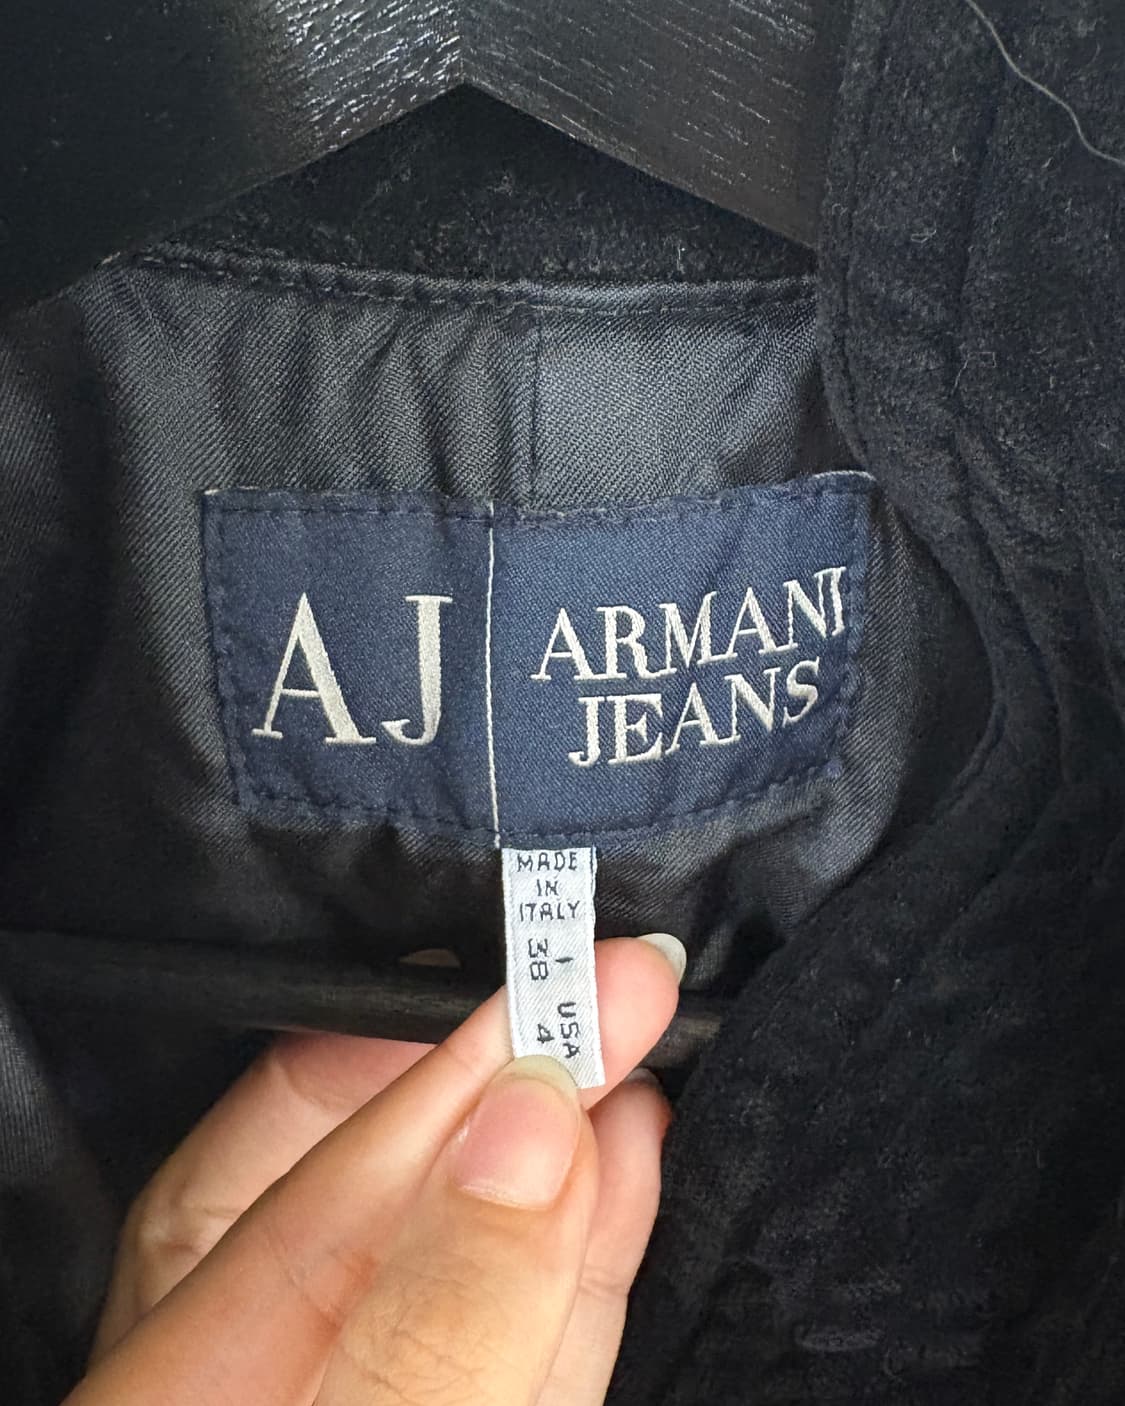 AJ
ARMANI
JEANS
MADE
IN
ITALY
I 38
USA 4